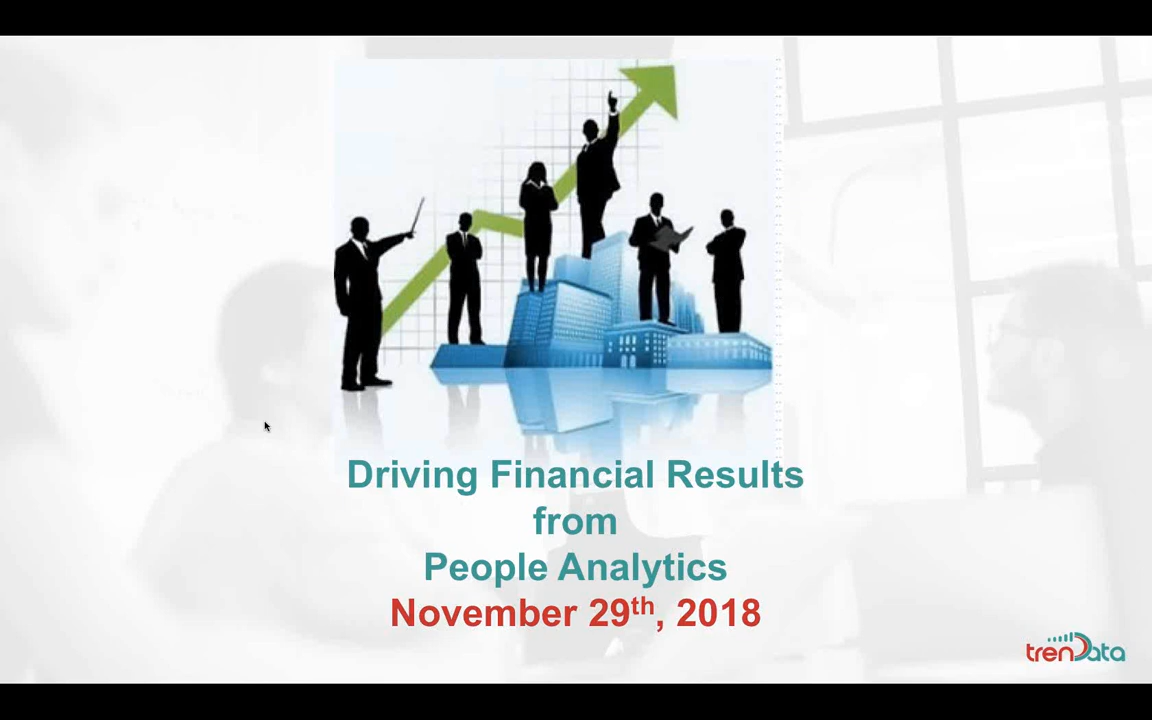 Driving Financial Results
from
People Analytics
November 29th, 2018
trenData